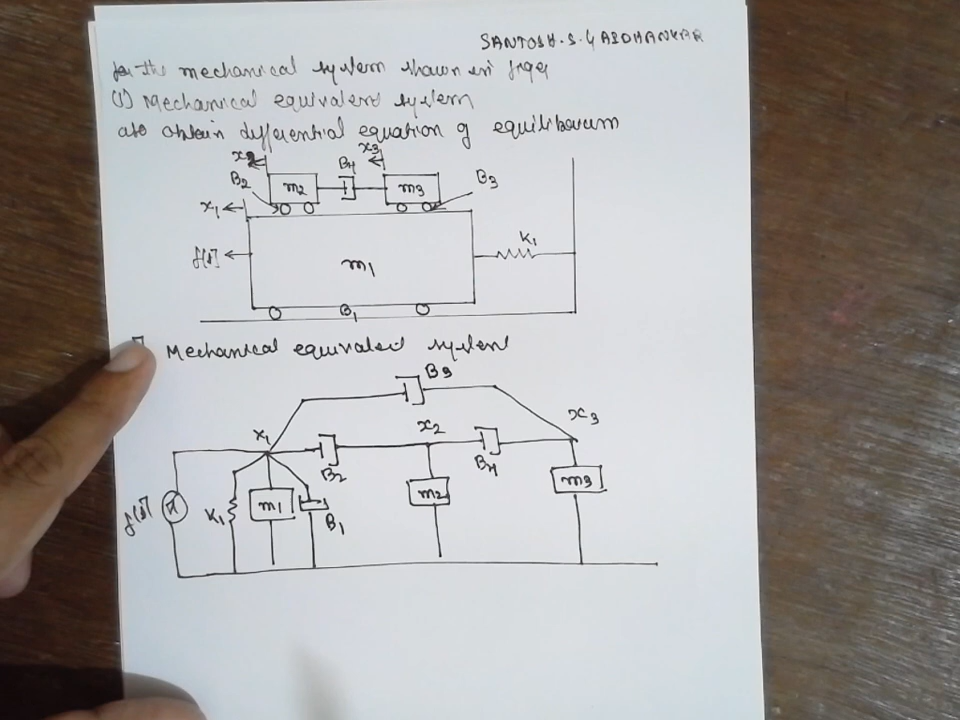 SANTOSH.S.GABDHANKAR
for the mechanical system shown in
(1) Mechanical equivalent system
also obtain differential equation of equilibrium
x2
x3
B4
B2
m2
m3
B3
x1
f(t)
m1
K1
B1
Mechanical equivalent system
B3
x1
x2
x3
B2
B4
f(t)
K1
m1
B1
m2
m3